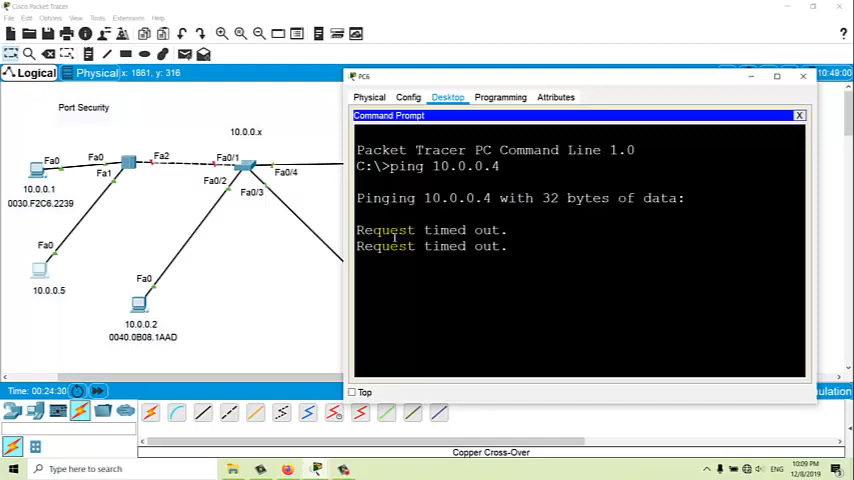 Cisco Packet Tracer
File Edit Options View Tools Extensions Help
Logical Physical x: 1861, y: 316
PC6
10:49:00
Physical Config Desktop Programming Attributes
Command Prompt X
Packet Tracer PC Command Line 1.0
C:\>ping 10.0.0.4
Pinging 10.0.0.4 with 32 bytes of data:
Request timed out.
Request timed out.
Top
Port Security
10.0.0.x
Fa0 Fa0 Fa2 Fa0/1 Fa0/4
Fa1 Fa0/2 Fa0/3
10.0.0.1
0030.F2C6.2239
Fa0
10.0.0.5
Fa0
10.0.0.2
0040.0B08.1AAD
Time: 00:24:30
Copper Cross-Over
Type here to search
ENG
10:09 PM
12/8/2019